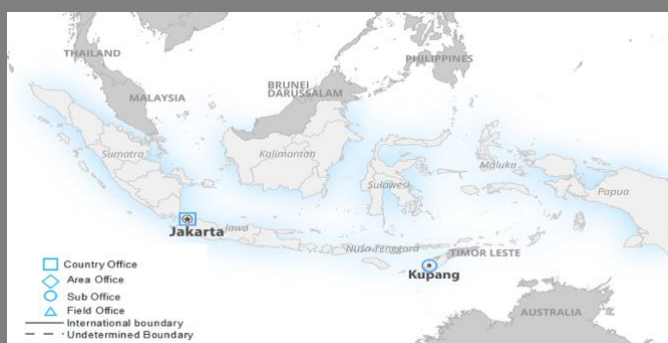 THAILAND
PHILIPPINES
BRUNEI
DARUSSALAM
MALAYSIA
Sumatra
Kalimantan
Maluka
Sulawesi
Papua
Jakarta
Jawa
Nusa Tenggara
TIMOR LESTE
Kupang
Country Office
Area Office
Sub Office
Field Office
International boundary
Undetermined Boundary
AUSTRALIA